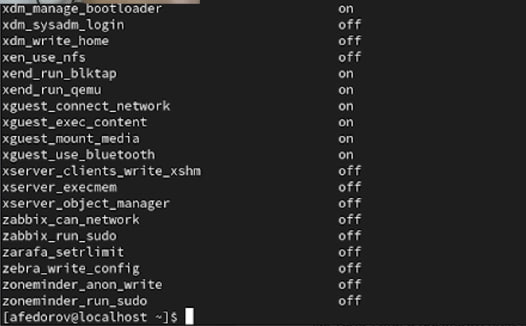 xdm_manage_bootloader on
xdm_sysadm_login off
xdm_write_home off
xen_use_nfs off
xend_run_blktap on
xend_run_qemu on
xguest_connect_network on
xguest_exec_content on
xguest_mount_media on
xguest_use_bluetooth on
xserver_clients_write_xshm off
xserver_execmem off
xserver_object_manager off
zabbix_can_network off
zabbix_run_sudo off
zarafa_setrlimit off
zebra_write_config off
zoneminder_anon_write off
zoneminder_run_sudo off
[afedorov@localhost ~]$